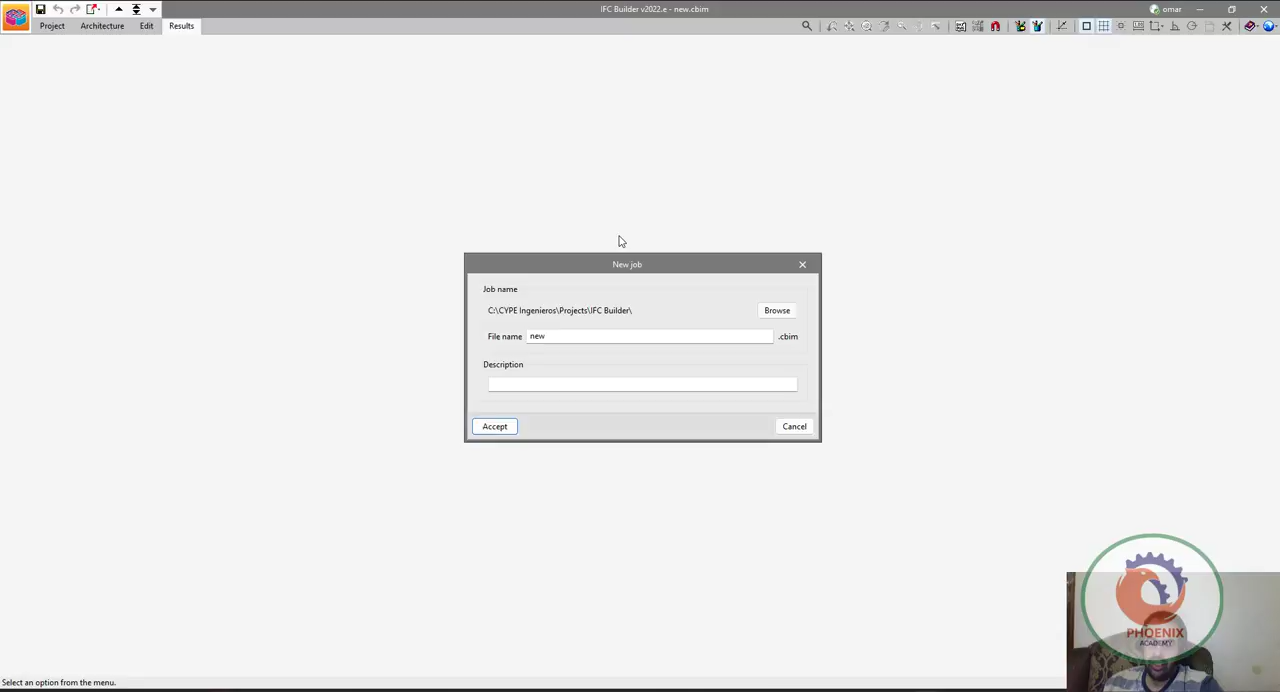 IFC Builder v2022.e - new.cbim
omar
Project Architecture Edit Results
New job
Job name
C:\CYPE Ingenieros\Projects\IFC Builder\
Browse
File name new .cbim
Description
Accept
Cancel
PHOENIX
ACADEMY
Select an option from the menu.